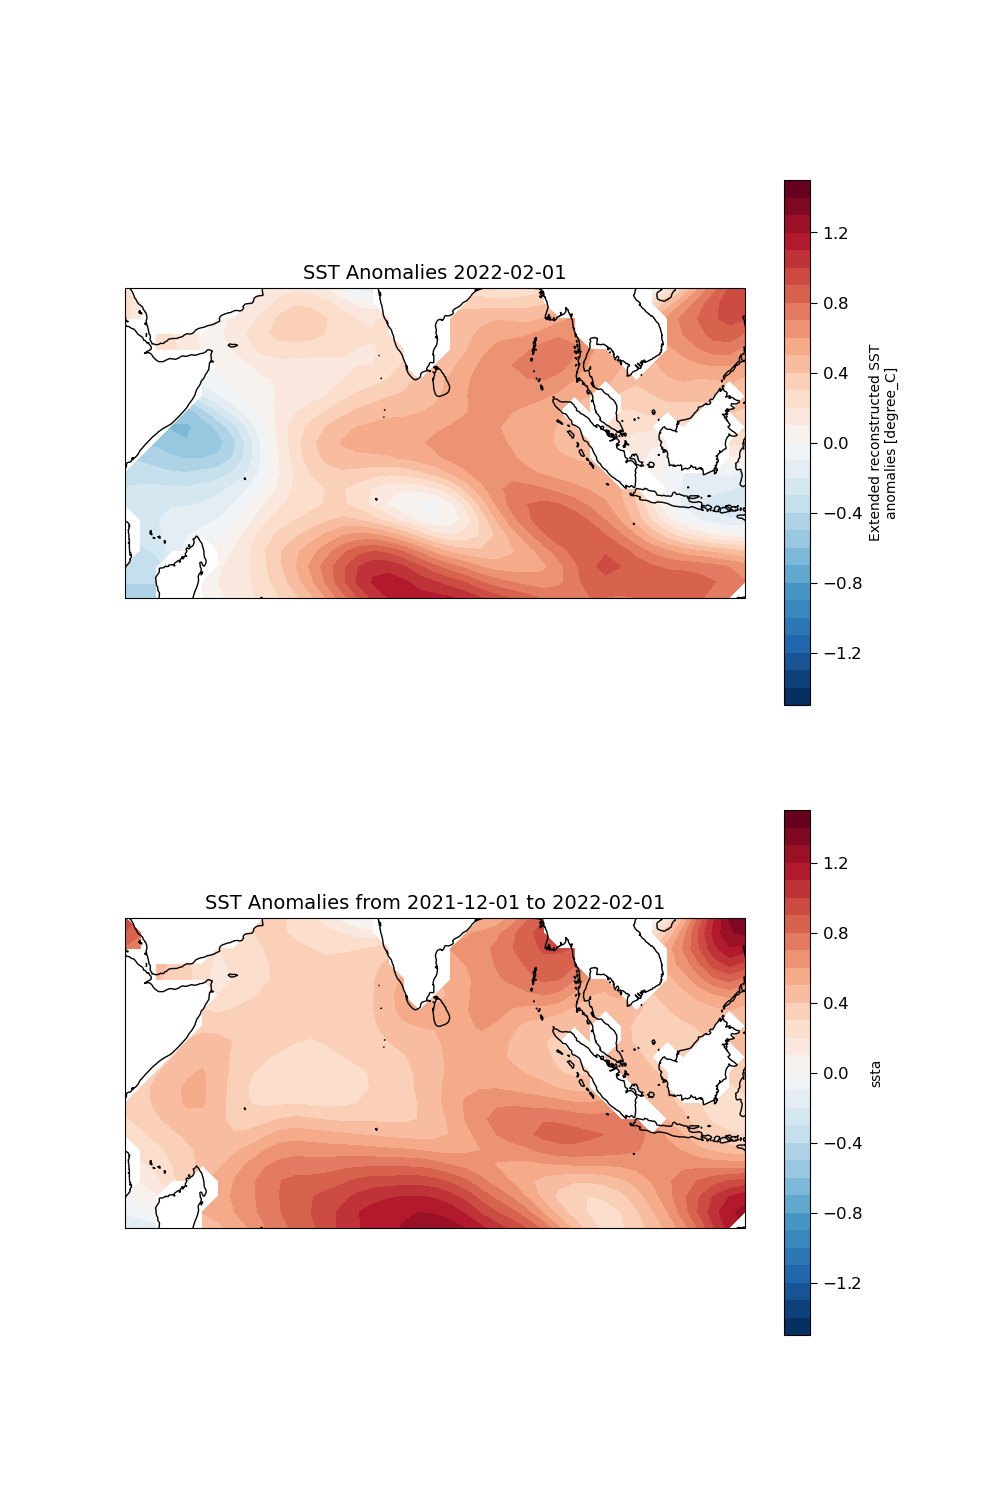 SST Anomalies 2022-02-01
1.2
0.8
0.4
0.0
−0.4
−0.8
−1.2
Extended reconstructed SST
anomalies [degree_C]
SST Anomalies from 2021-12-01 to 2022-02-01
1.2
0.8
0.4
0.0
−0.4
−0.8
−1.2
ssta